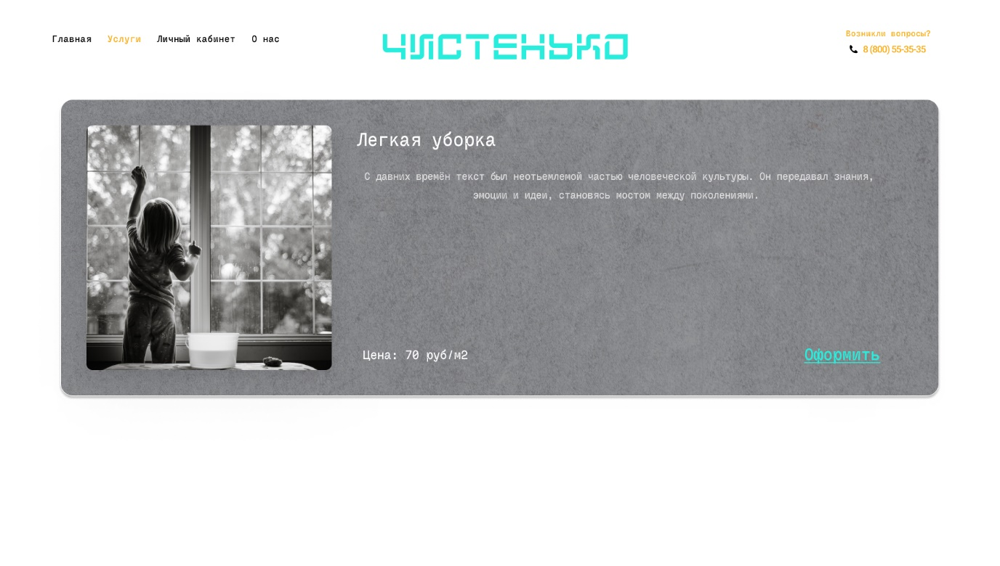 Главная Услуги Личный кабинет О нас
ЧИСТЕНЬКО
Возникли вопросы?
8 (800) 55-35-35
Легкая уборка
С давних времён текст был неотъемлемой частью человеческой культуры. Он передавал знания,
эмоции и идеи, становясь мостом между поколениями.
Цена: 70 руб/м2
Оформить